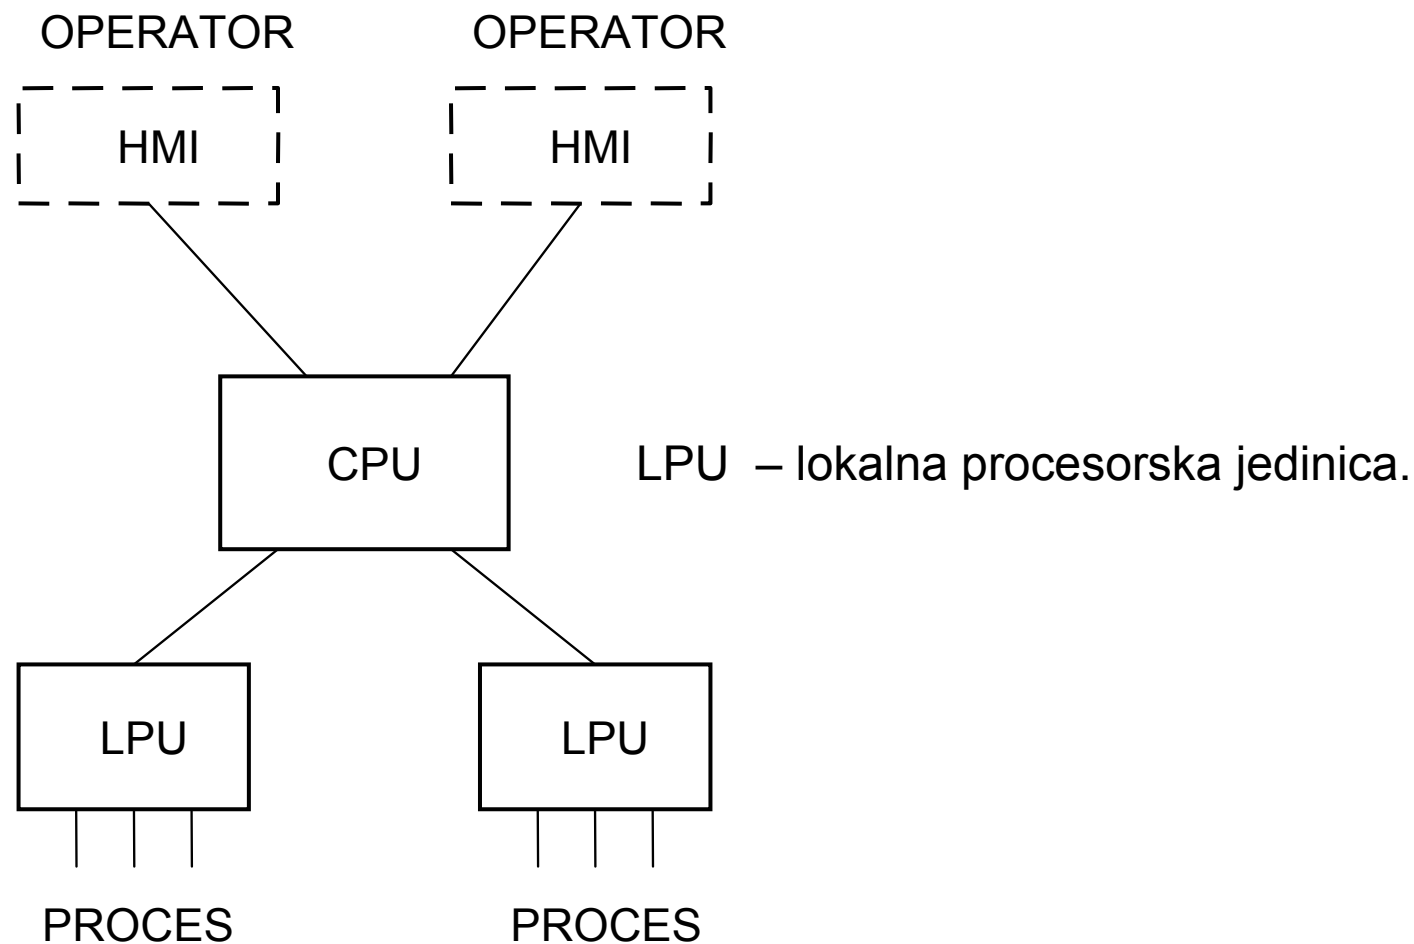 OPERATOR OPERATOR
HMI HMI
CPU
LPU – lokalna procesorska jedinica.
LPU LPU
PROCES PROCES